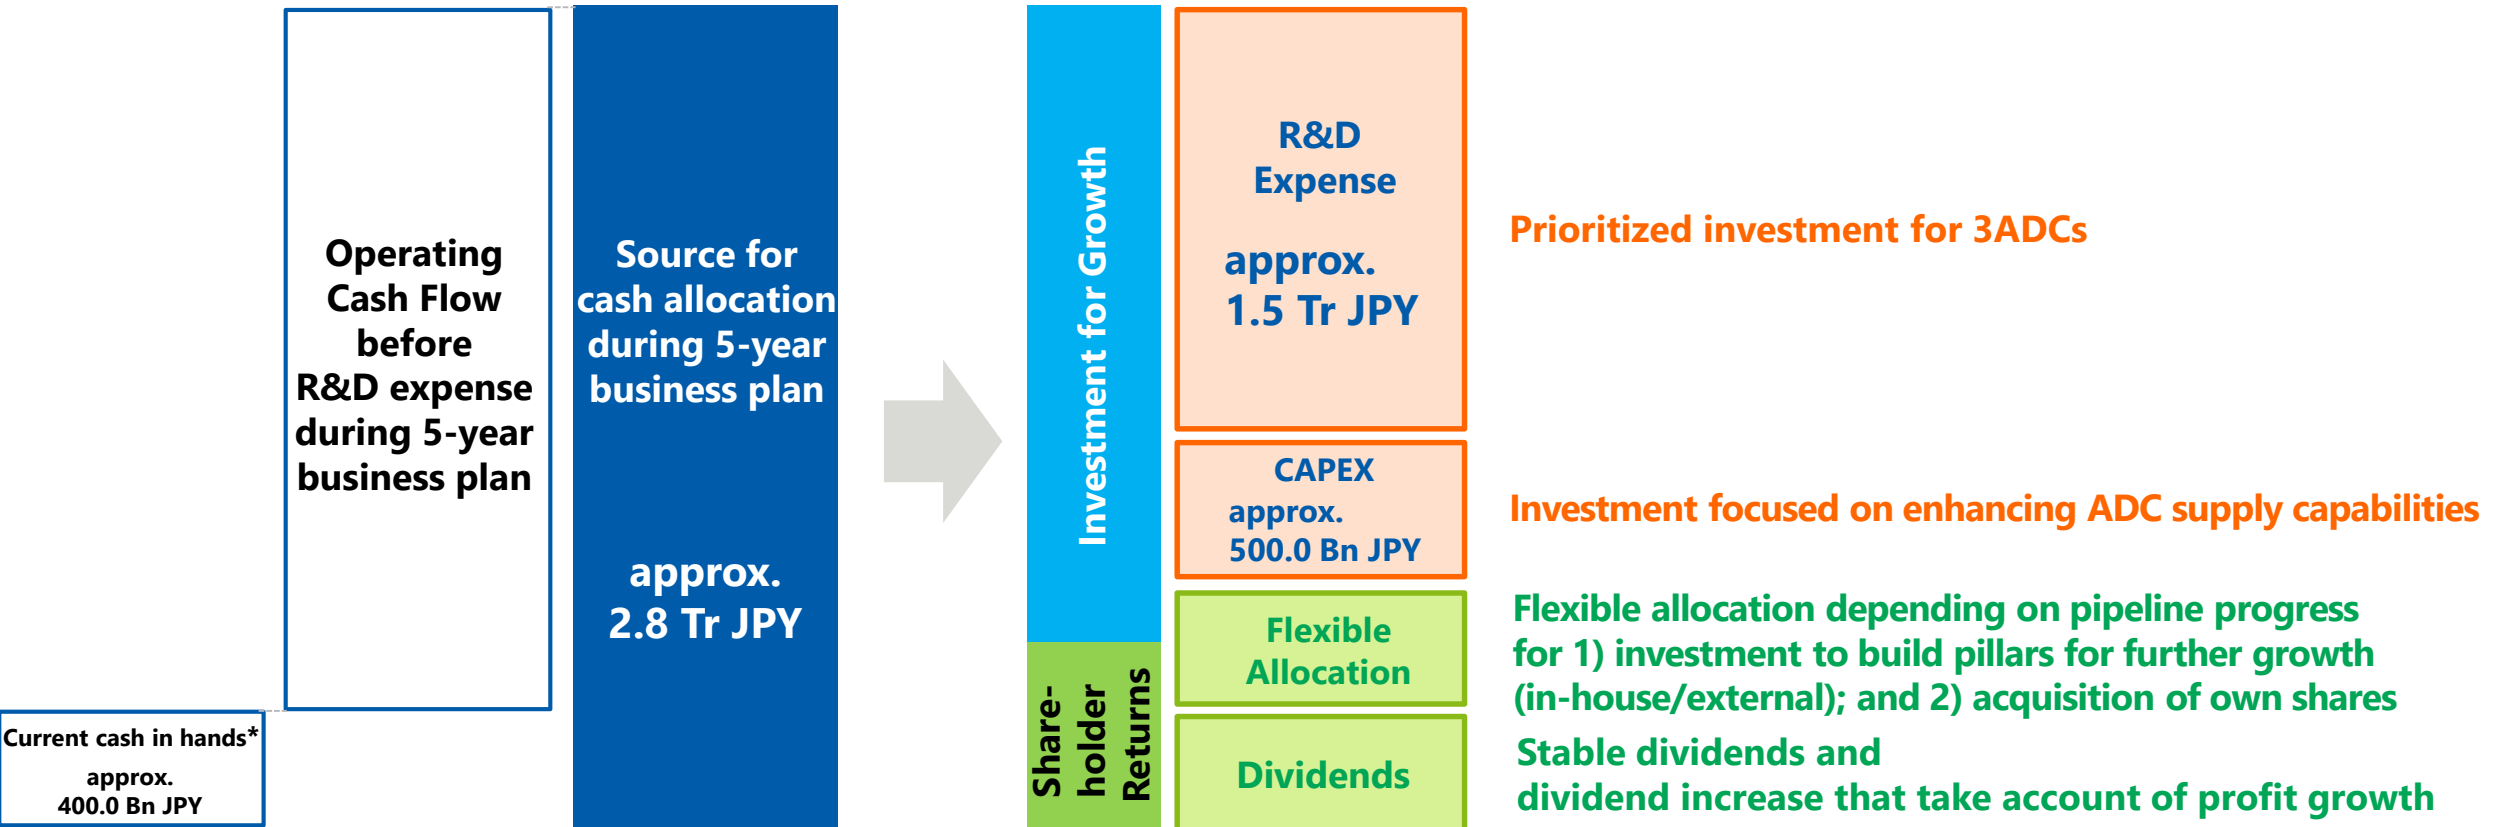 Current cash in hands*
approx.
400.0 Bn JPY
Operating
Cash Flow
before
R&D expense
during 5-year
business plan
Source for
cash allocation
during 5-year
business plan
approx.
2.8 Tr JPY
Investment for Growth
Share-
holder
Returns
R&D
Expense
approx.
1.5 Tr JPY
CAPEX
approx.
500.0 Bn JPY
Flexible
Allocation
Dividends
Prioritized investment for 3ADCs
Investment focused on enhancing ADC supply capabilities
Flexible allocation depending on pipeline progress
for 1) investment to build pillars for further growth
(in-house/external); and 2) acquisition of own shares
Stable dividends and
dividend increase that take account of profit growth